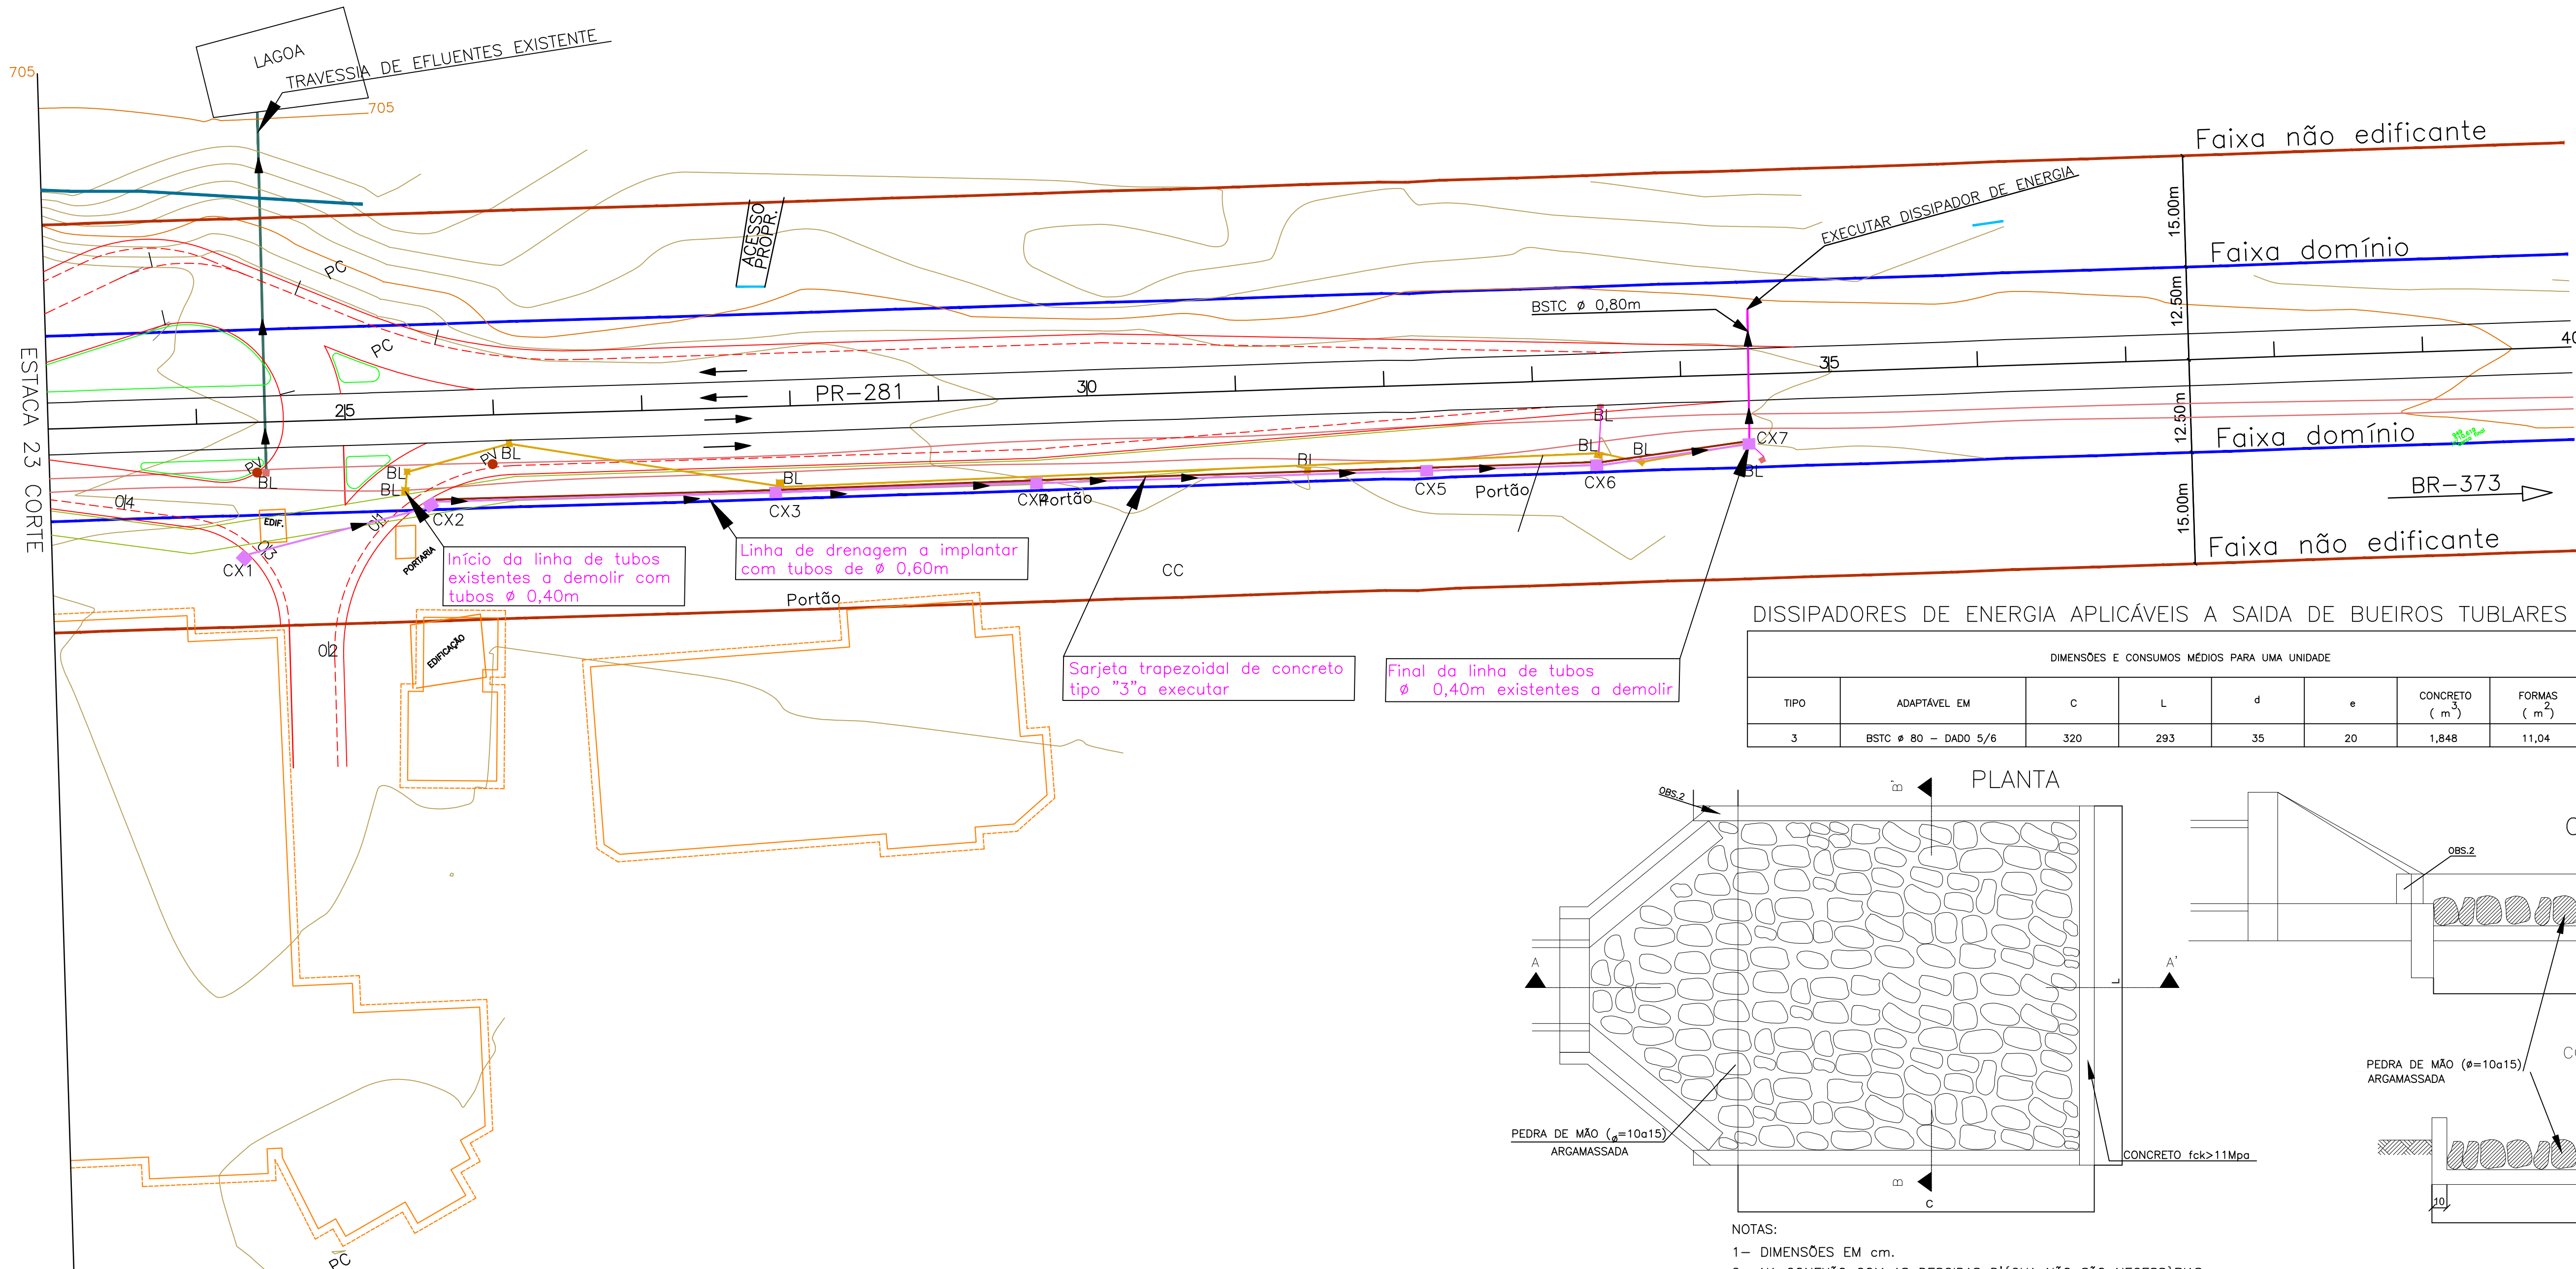 LAGOA
TRAVESSIA DE EFLUENTES EXISTENTE
705
705
Faixa não edificante
15.00m
EXECUTAR DISSIPADOR DE ENERGIA
ACESSO
PROPR.
Faixa domínio
PC
BSTC ø 0,80m
12.50m
PC
ESTACA 23 CORTE
25
PR-281
30
35
40
12.50m
Faixa domínio
PV
BL
BL
BL
PV
BL
BL
BL
BL
BL
BL
BL
CX7
04
EDIF.
03
01
CX1
CX2
CX3
CX4
Portão
CX5
Portão
CX6
15.00m
BR-373
Faixa não edificante
PORTARIA
Início da linha de tubos
existentes a demolir com
tubos ø 0,40m
Linha de drenagem a implantar
com tubos de ø 0,60m
CC
Portão
02
EDIFICAÇÃO
Sarjeta trapezoidal de concreto
tipo "3"a executar
Final da linha de tubos
ø 0,40m existentes a demolir
DISSIPADORES DE ENERGIA APLICÁVEIS A SAIDA DE BUEIROS TUBLARES
DIMENSÕES E CONSUMOS MÉDIOS PARA UMA UNIDADE
TIPO ADAPTÁVEL EM C L d e CONCRETO ( m³) FORMAS ( m²)
3 BSTC ø 80 - DADO 5/6 320 293 35 20 1,848 11,04
PLANTA
OBS.2
B'
OBS.2
A
A'
L
PEDRA DE MÃO (ø=10a15)
ARGAMASSADA
PEDRA DE MÃO (ø=10a15)
ARGAMASSADA
CONCRETO fck>11Mpa
B
C
10
NOTAS:
1- DIMENSÕES EM cm.
PC